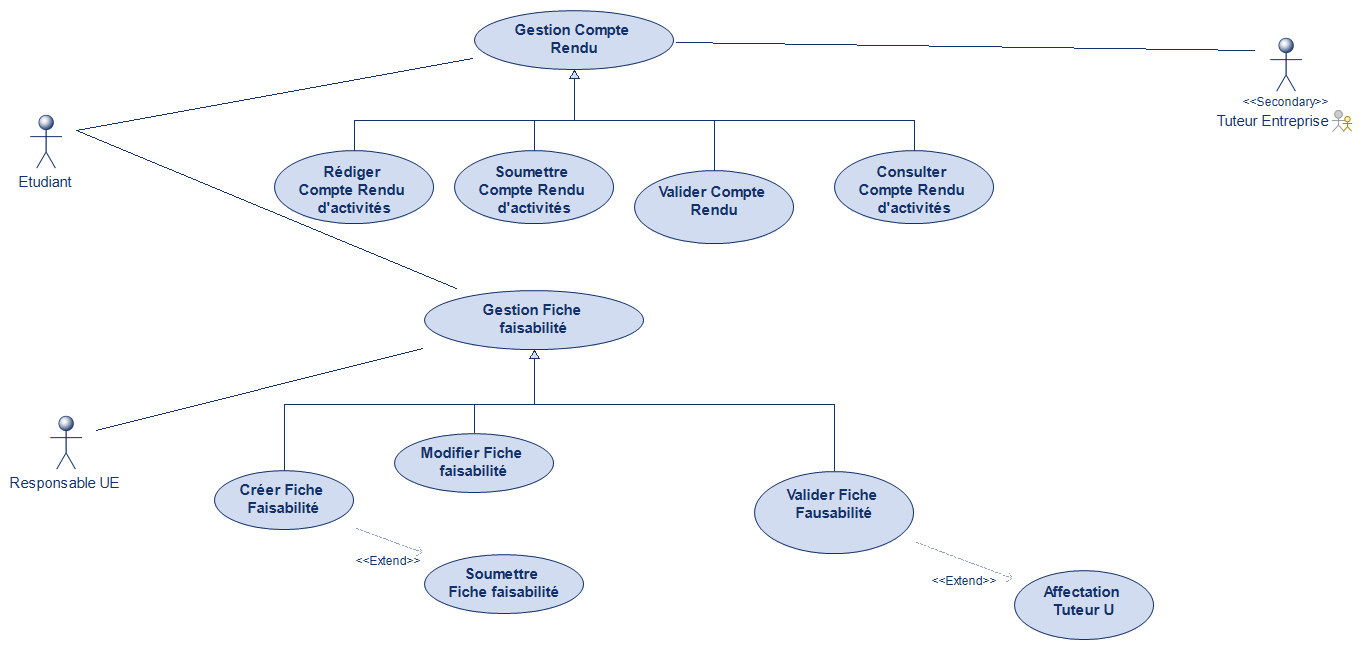 Gestion Compte
Rendu
<<Secondary>>
Tuteur Entreprise
Etudiant
Rédiger
Compte Rendu
d'activités
Soumettre
Compte Rendu
d'activités
Valider Compte
Rendu
Consulter
Compte Rendu
d'activités
Gestion Fiche
faisabilité
Responsable UE
Créer Fiche
Faisabilité
Modifier Fiche
faisabilité
Valider Fiche
Fausabilité
<<Extend>>
Soumettre
Fiche faisabilité
<<Extend>>
Affectation
Tuteur U